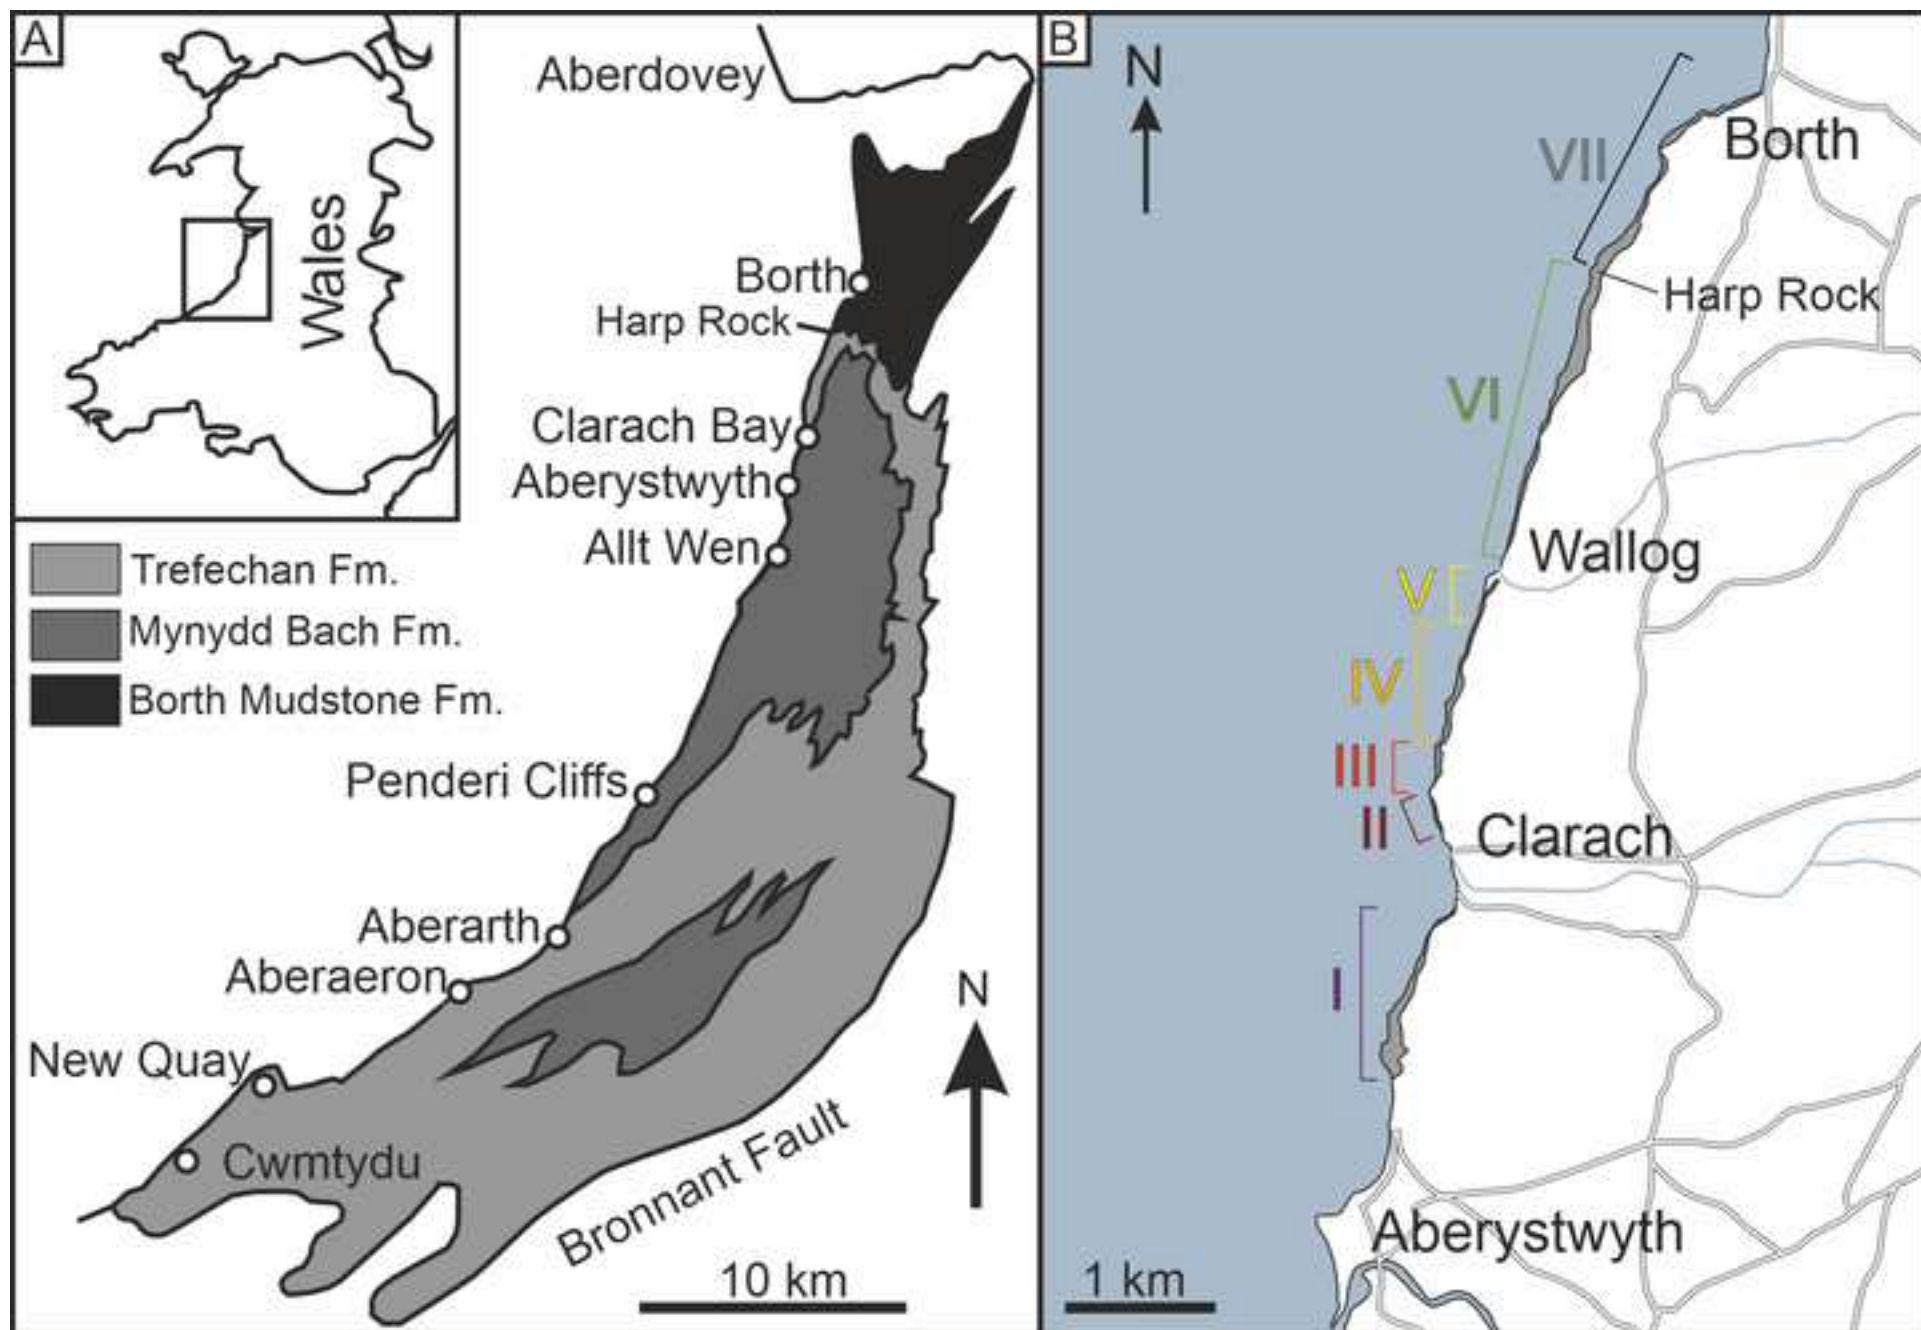 A
Wales
Aberdovey
Borth
Harp Rock
Clarach Bay
Aberystwyth
Allt Wen
Trefechan Fm.
Mynydd Bach Fm.
Borth Mudstone Fm.
Penderi Cliffs
Aberarth
Aberaeron
New Quay
Cwmtydu
Bronnant Fault
N
10 km
B
N
Borth
VII
Harp Rock
VI
Wallog
V
IV
III
II
Clarach
I
Aberystwyth
1 km